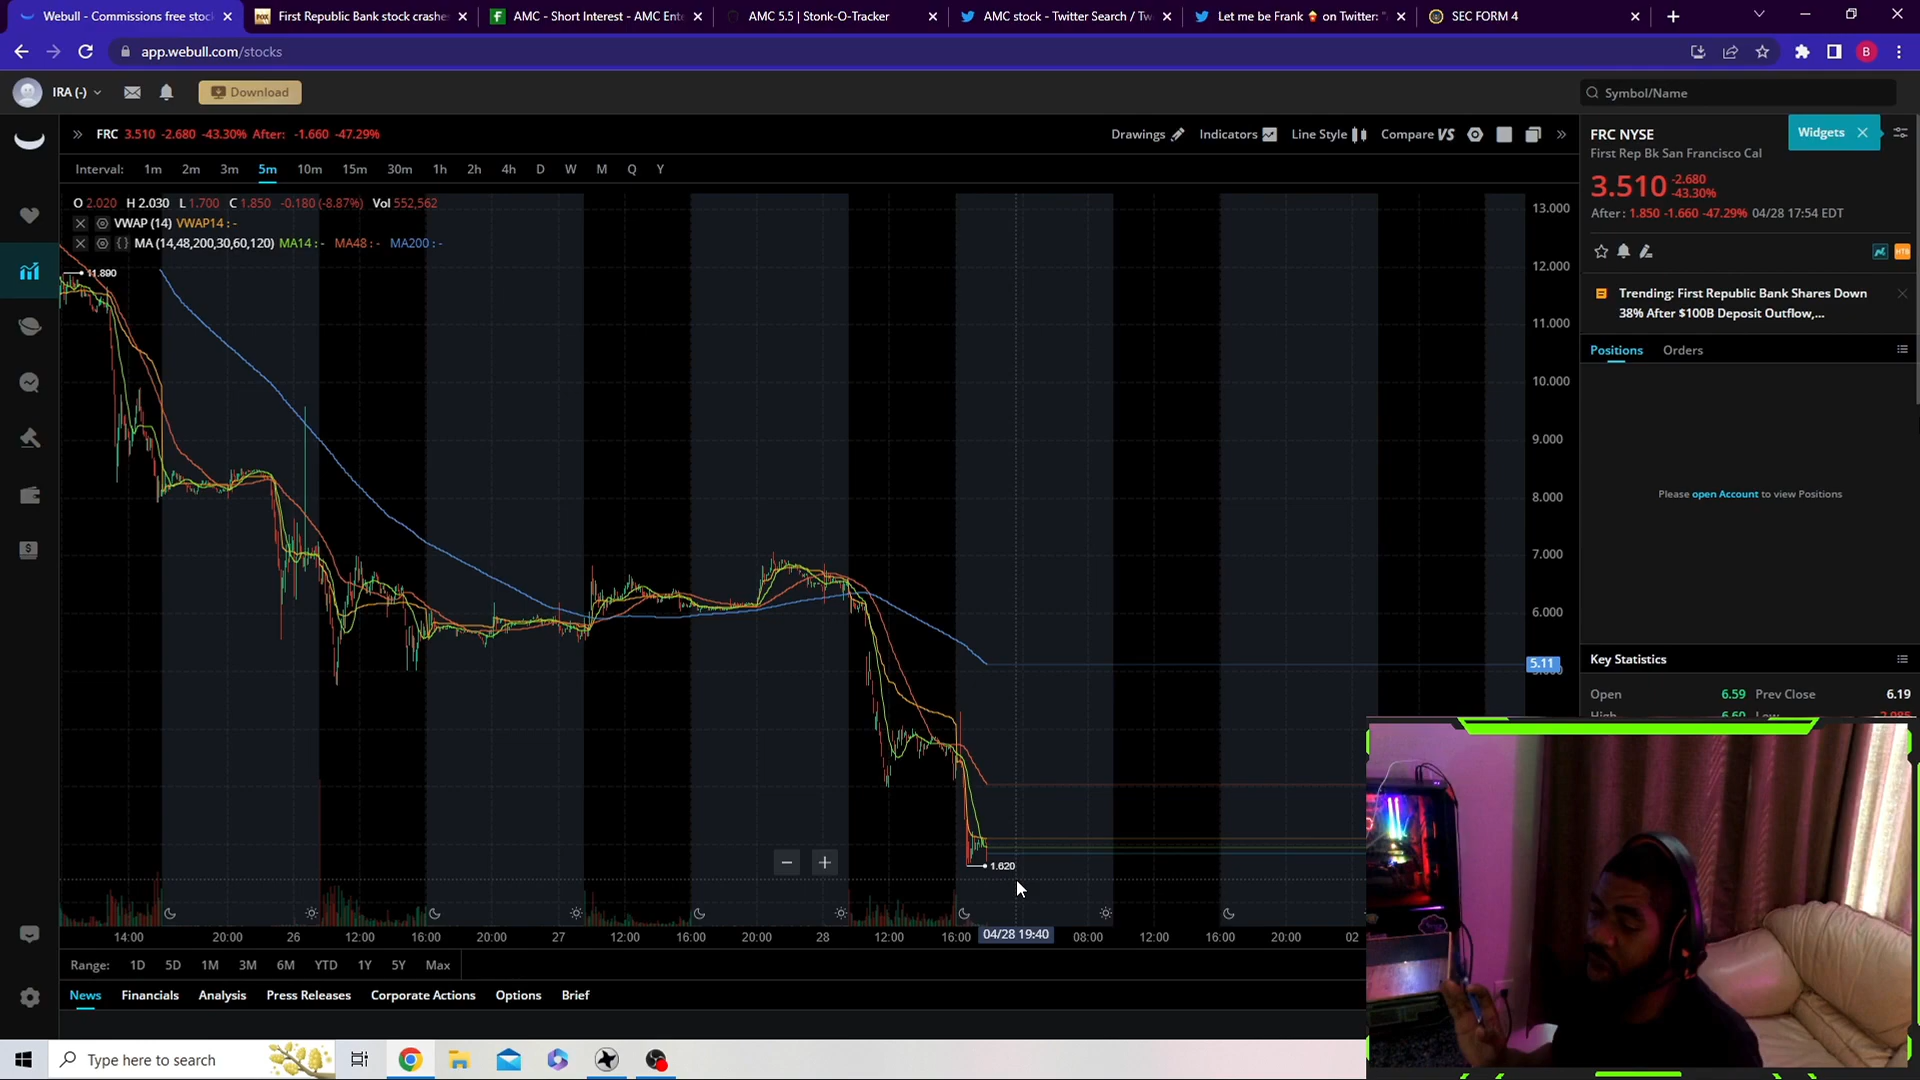 Webull - Commissions free stoc
First Republic Bank stock crashe
AMC - Short Interest - AMC Ente
AMC 5.5 | Stonk-O-Tracker
AMC stock - Twitter Search / Tw
Let me be Frank 🍿 on Twitter: "
SEC FORM 4
app.webull.com/stocks
B
IRA (-)
Download
Symbol/Name
FRC 3.510 -2.680 -43.30% After: -1.660 -47.29%
Drawings
Indicators
Line Style
Compare VS
Interval: 1m 2m 3m 5m 10m 15m 30m 1h 2h 4h D W M Q Y
O 2.020 H 2.030 L 1.700 C 1.850 -0.180 (-8.87%) Vol 552,562
VWAP (14) VWAP14 : -
MA (14,48,200,30,60,120) MA14 : - MA48 : - MA200 : -
11.890
13.000
12.000
11.000
10.000
9.000
8.000
7.000
6.000
5.11
1.620
14:00 20:00 26 12:00 16:00 20:00 27 12:00 16:00 20:00 28 12:00 16:00 04/28 19:40 08:00 12:00 16:00 20:00 02
Range: 1D 5D 1M 3M 6M YTD 1Y 5Y Max
News Financials Analysis Press Releases Corporate Actions Options Brief
FRC NYSE
Widgets
First Rep Bk San Francisco Cal
3.510
-2.680
-43.30%
After : 1.850 -1.660 -47.29% 04/28 17:54 EDT
HTB
Trending: First Republic Bank Shares Down
38% After $100B Deposit Outflow,...
Positions Orders
Please open Account to view Positions
Key Statistics
Open 6.59 Prev Close 6.19
High 6.60 Low 2.985
Type here to search